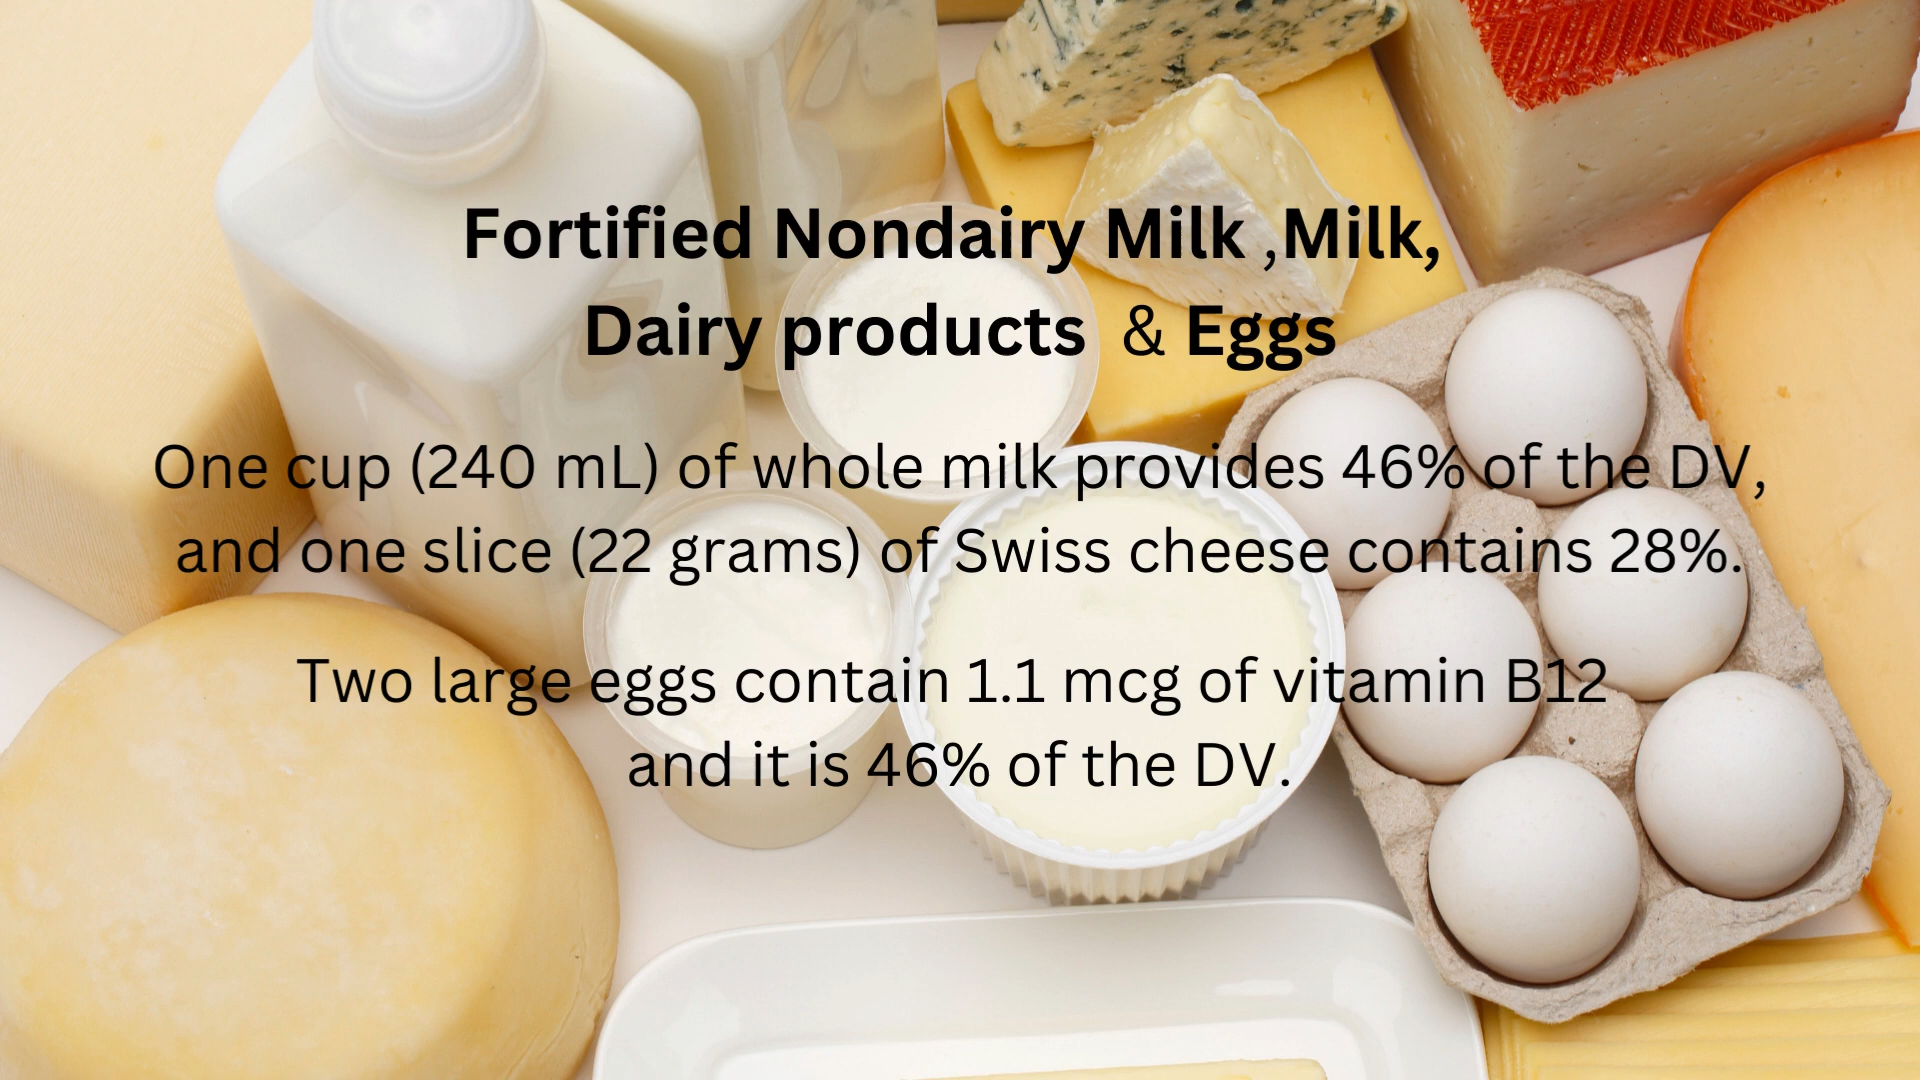 Fortified Nondairy Milk ,Milk,
Dairy products & Eggs
One cup (240 mL) of whole milk provides 46% of the DV,
and one slice (22 grams) of Swiss cheese contains 28%.
Two large eggs contain 1.1 mcg of vitamin B12
and it is 46% of the DV.